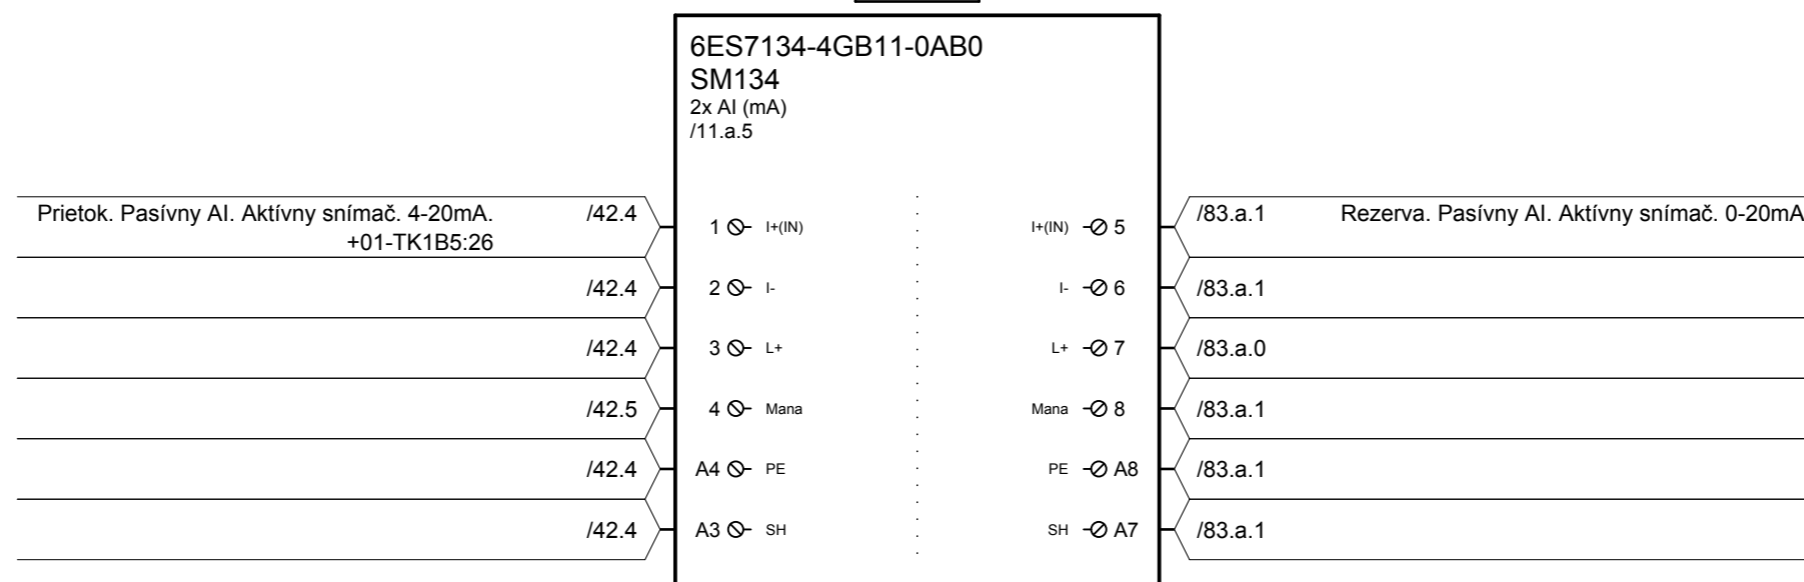 6ES7134-4GB11-0AB0
SM134
2x AI (mA)
/11.a.5
Prietok. Pasívny AI. Aktívny snímač. 4-20mA. /42.4 1 I+(IN) I+(IN) 5 /83.a.1 Rezerva. Pasívny AI. Aktívny snímač. 0-20mA
+01-TK1B5:26
/42.4 2 I- I- 6 /83.a.1
/42.4 3 L+ L+ 7 /83.a.0
/42.5 4 Mana Mana 8 /83.a.1
/42.4 A4 PE PE A8 /83.a.1
/42.4 A3 SH SH A7 /83.a.1